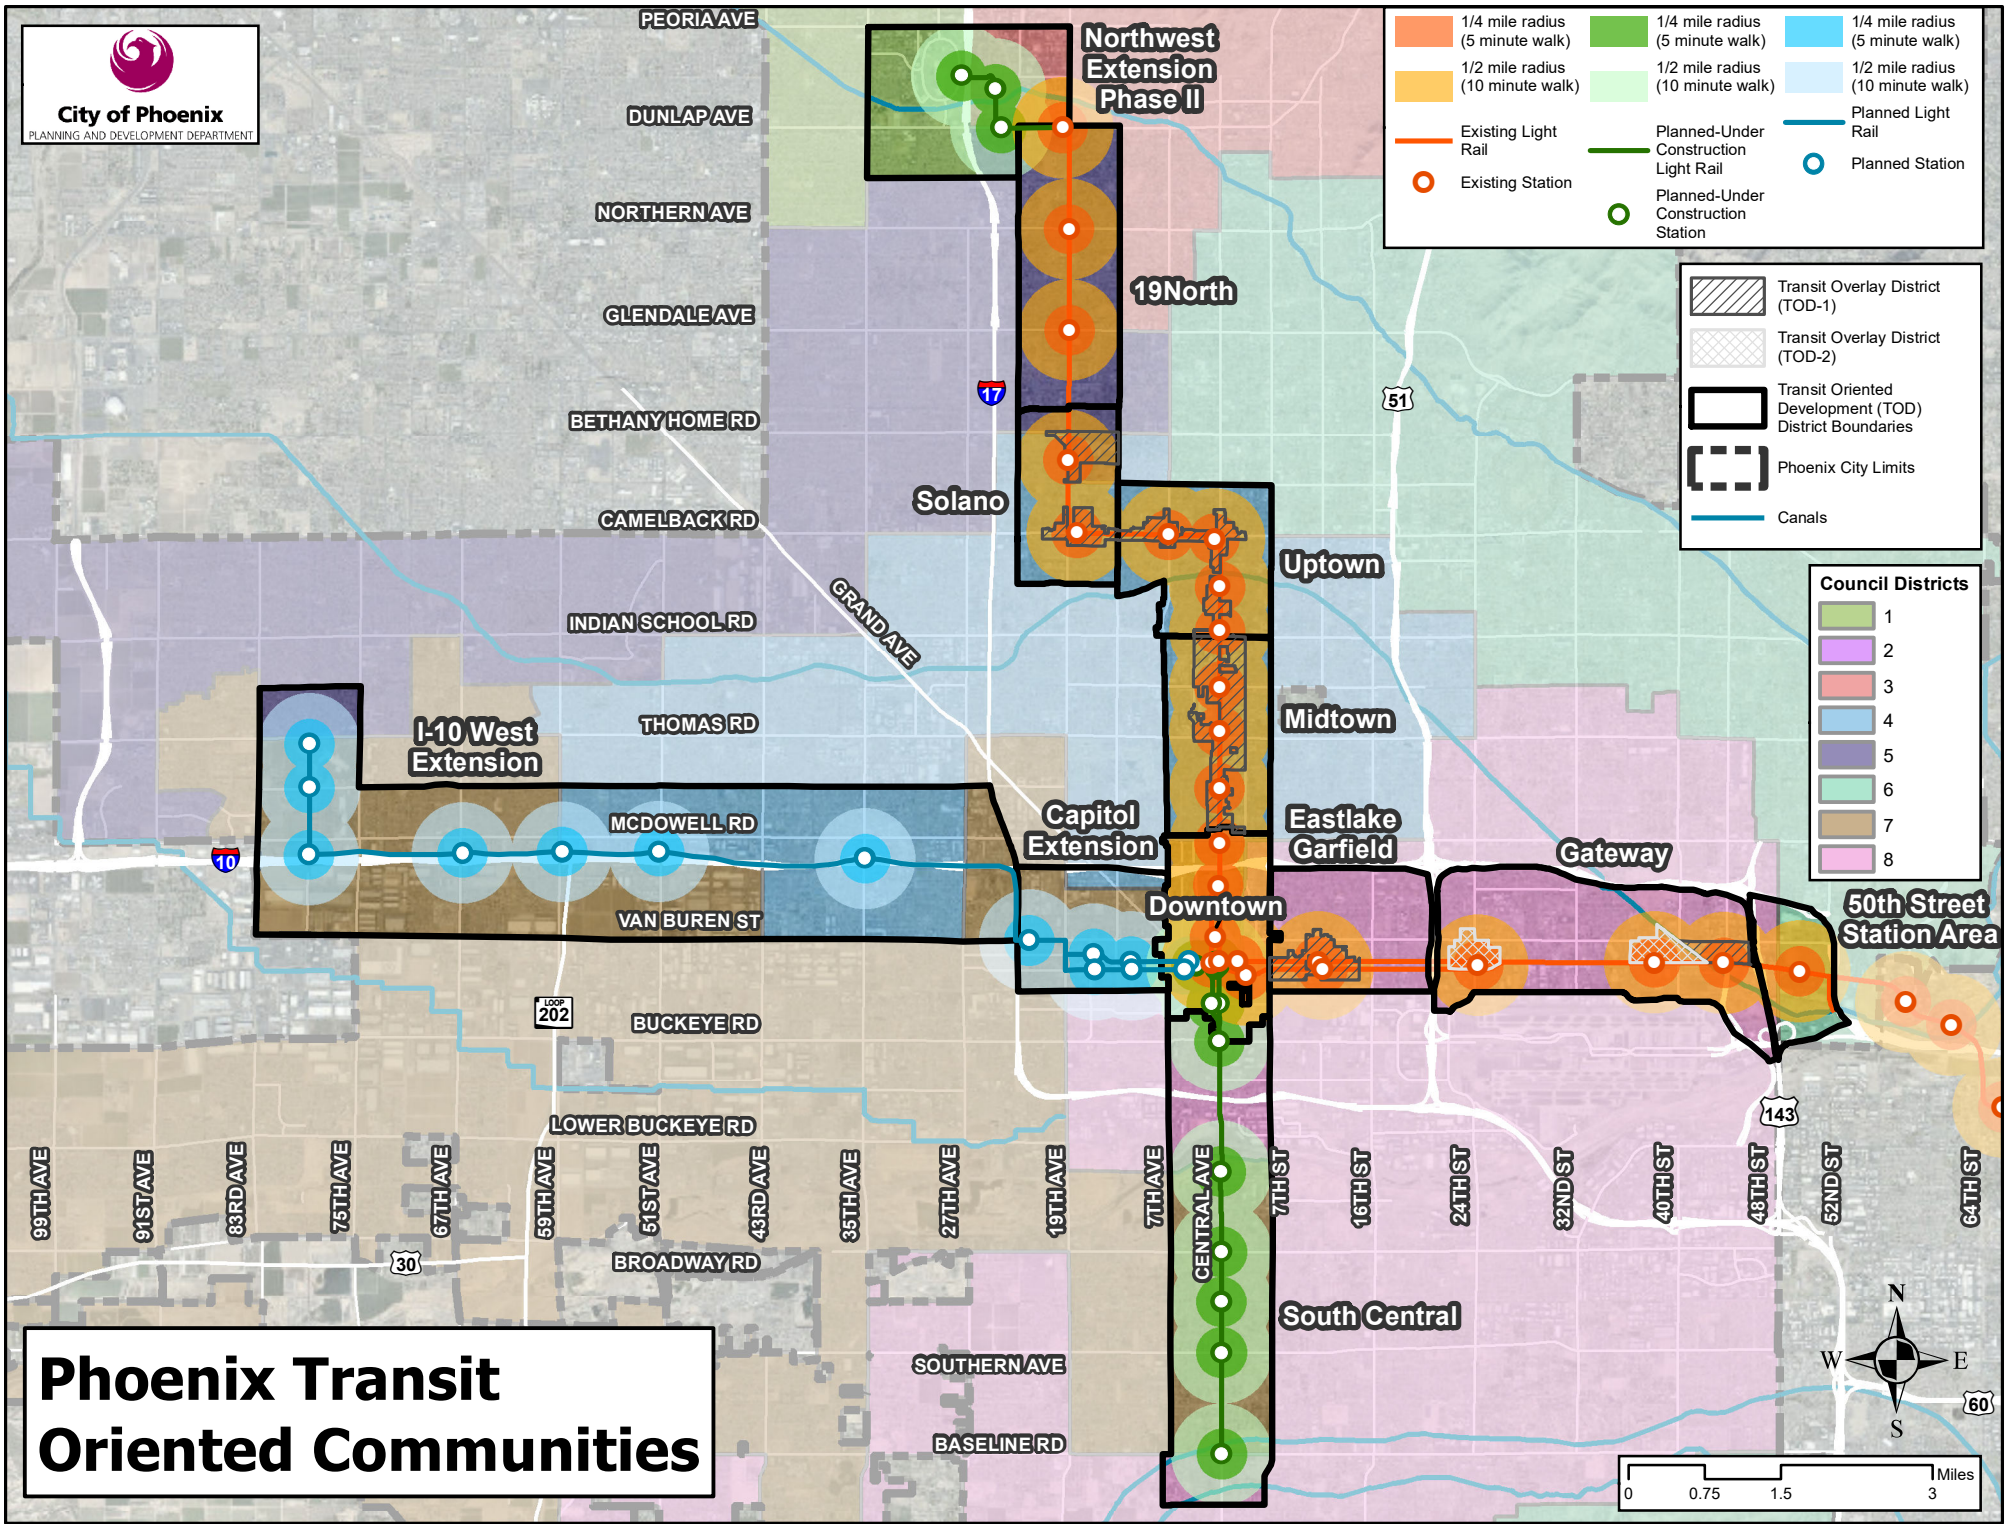 City of Phoenix
PLANNING AND DEVELOPMENT DEPARTMENT
1/4 mile radius
(5 minute walk)
1/2 mile radius
(10 minute walk)
Existing Light
Rail
Existing Station
1/4 mile radius
(5 minute walk)
1/2 mile radius
(10 minute walk)
Planned-Under
Construction
Light Rail
Planned-Under
Construction
Station
1/4 mile radius
(5 minute walk)
1/2 mile radius
(10 minute walk)
Planned Light
Rail
Planned Station
Transit Overlay District
(TOD-1)
Transit Overlay District
(TOD-2)
Transit Oriented
Development (TOD)
District Boundaries
Phoenix City Limits
Canals
Council Districts
1
2
3
4
5
6
7
8
PEORIA AVE
DUNLAP AVE
NORTHERN AVE
GLENDALE AVE
BETHANY HOME RD
CAMELBACK RD
INDIAN SCHOOL RD
GRAND AVE
THOMAS RD
MCDOWELL RD
VAN BUREN ST
BUCKEYE RD
LOWER BUCKEYE RD
BROADWAY RD
SOUTHERN AVE
BASELINE RD
Northwest
Extension
Phase II
19North
Solano
Uptown
Midtown
I-10 West
Extension
Capitol
Extension
Eastlake
Garfield
Gateway
Downtown
50th Street
Station Area
South Central
17
51
10
LOOP
202
143
30
60
99TH AVE
91ST AVE
83RD AVE
75TH AVE
67TH AVE
59TH AVE
51ST AVE
43RD AVE
35TH AVE
27TH AVE
19TH AVE
7TH AVE
CENTRAL AVE
7TH ST
16TH ST
24TH ST
32ND ST
40TH ST
48TH ST
52ND ST
64TH ST
N
W
E
S
Miles
0
0.75
1.5
3
Phoenix Transit
Oriented Communities